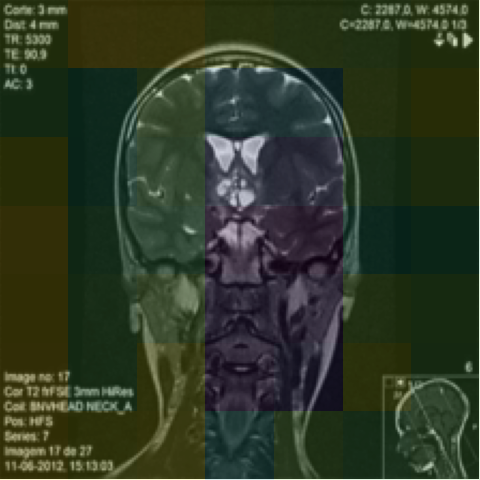 Corte: 3 mm
Dist: 4 mm
TR: 5300
TE: 90,9
TI: 0
AC: 3
C: 2287,0, W: 4574,0
C=2287,0, W=4574,0 1/3
Image no: 17
Cor T2 frFSE 3mm HiRes
Coil: 8NVHEAD NECK_A
Pos: HFS
Series: 7
Imagem 17 de 27
11-06-2012, 15:13:03
6